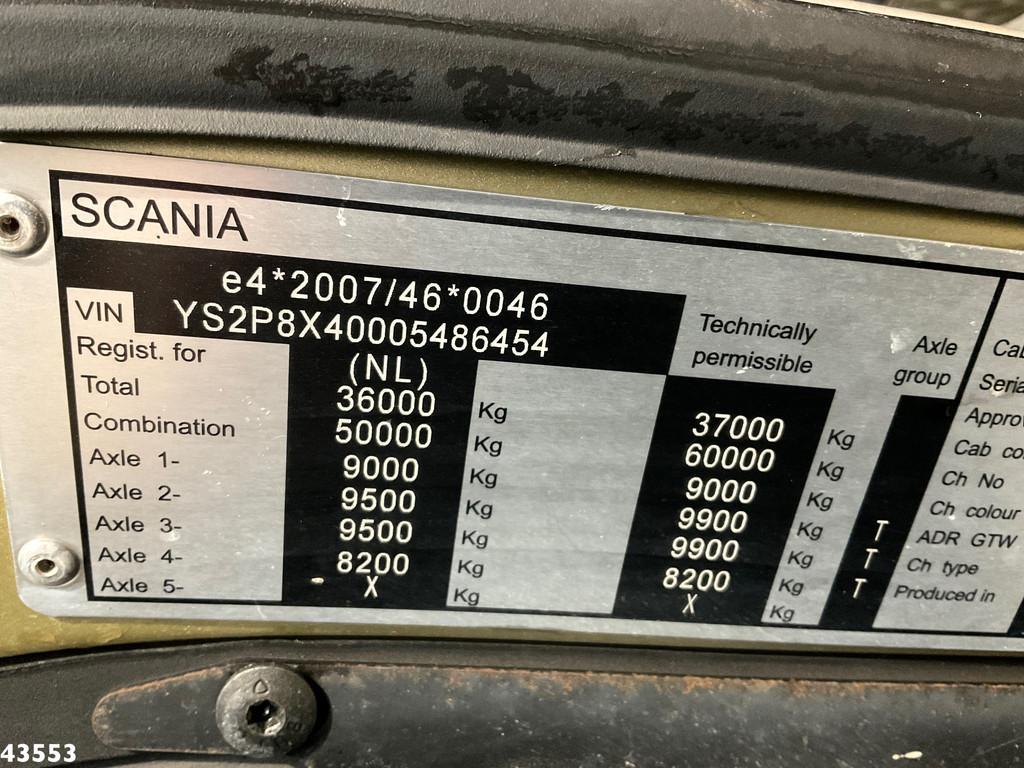 SCANIA
e4*2007/46*0046
VIN YS2P8X40005486454
Regist. for (NL) Technically permissible Axle group
Total 36000 Kg 37000 Kg
Combination 50000 Kg 60000 Kg
Axle 1- 9000 Kg 9000 Kg
Axle 2- 9500 Kg 9900 Kg T
Axle 3- 9500 Kg 9900 Kg T
Axle 4- 8200 Kg 8200 Kg T
Axle 5- X Kg X Kg
Cab co
Ch No
Ch colour
ADR GTW
Ch type
Produced in
43553